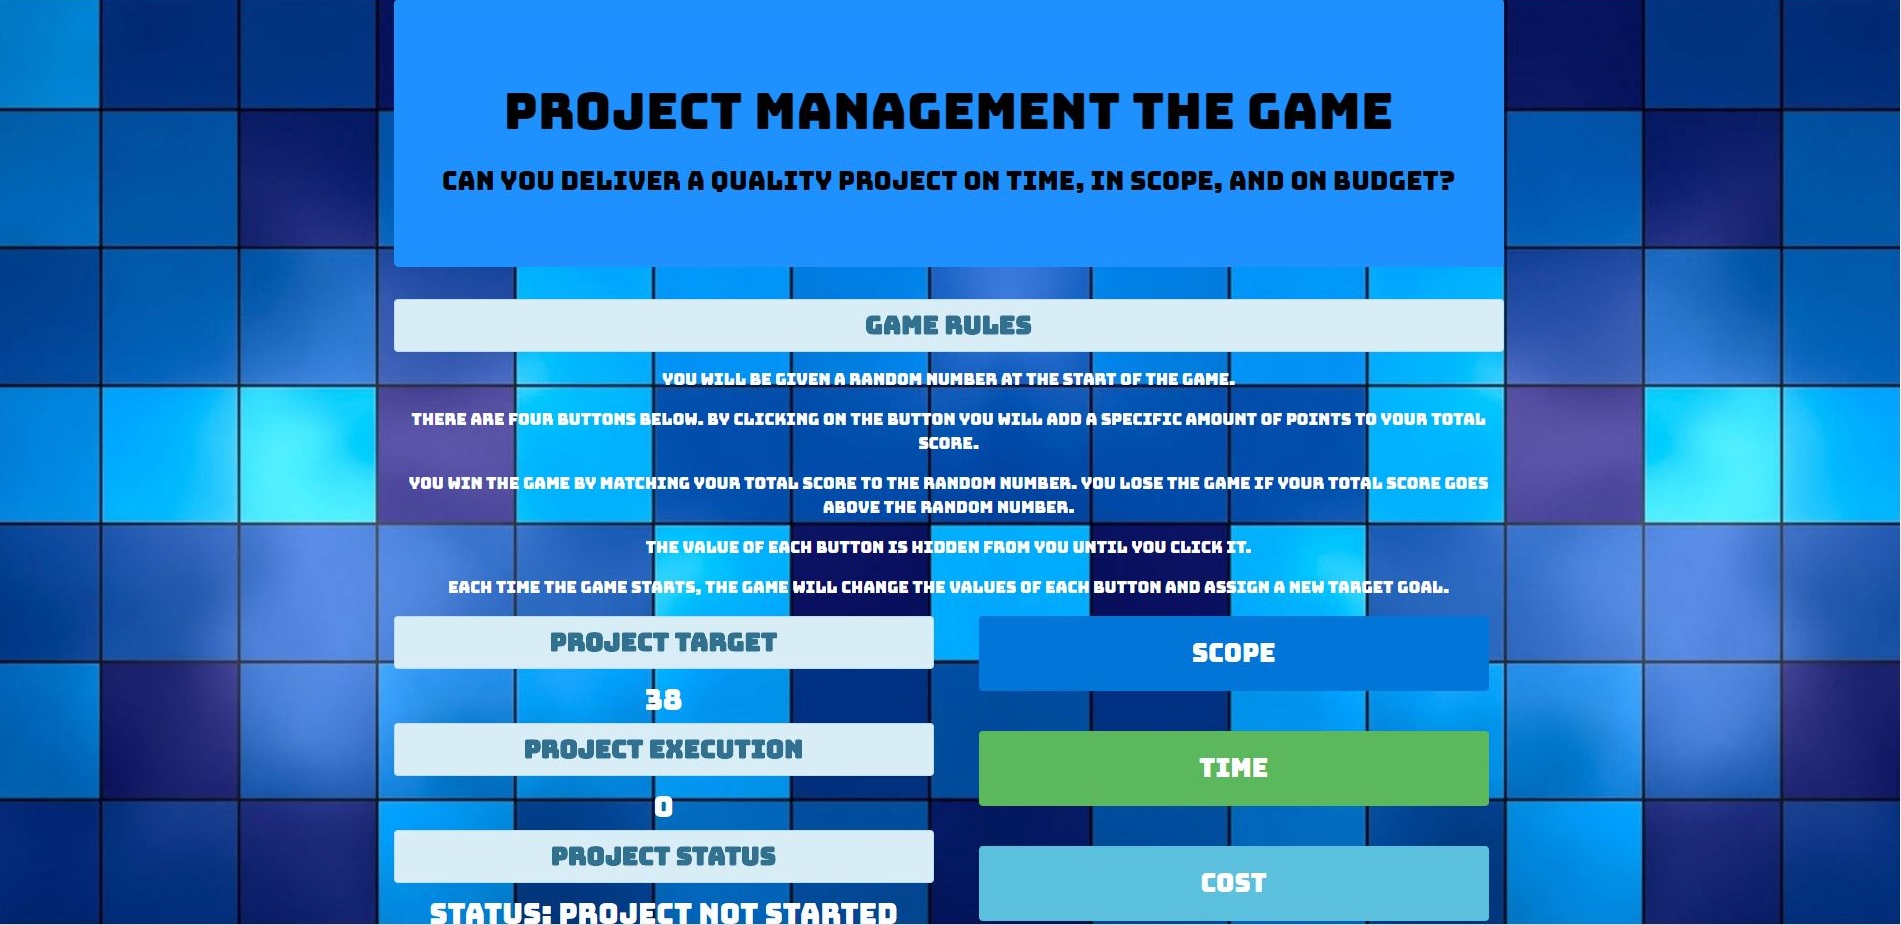 PROJECT MANAGEMENT THE GAME
CAN YOU DELIVER A QUALITY PROJECT ON TIME, IN SCOPE, AND ON BUDGET?
GAME RULES
YOU WILL BE GIVEN A RANDOM NUMBER AT THE START OF THE GAME.
THERE ARE FOUR BUTTONS BELOW. BY CLICKING ON THE BUTTON YOU WILL ADD A SPECIFIC AMOUNT OF POINTS TO YOUR TOTAL
SCORE.
YOU WIN THE GAME BY MATCHING YOUR TOTAL SCORE TO THE RANDOM NUMBER. YOU LOSE THE GAME IF YOUR TOTAL SCORE GOES
ABOVE THE RANDOM NUMBER.
THE VALUE OF EACH BUTTON IS HIDDEN FROM YOU UNTIL YOU CLICK IT.
EACH TIME THE GAME STARTS, THE GAME WILL CHANGE THE VALUES OF EACH BUTTON AND ASSIGN A NEW TARGET GOAL.
PROJECT TARGET
38
PROJECT EXECUTION
0
PROJECT STATUS
STATUS: PROJECT NOT STARTED
SCOPE
TIME
COST